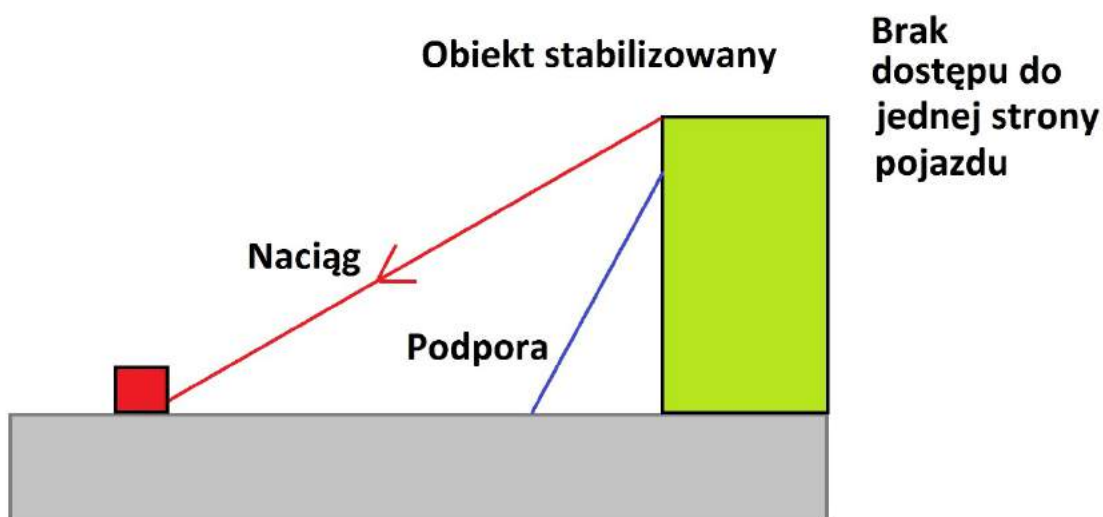 Obiekt stabilizowany
Brak
dostępu do
jednej strony
pojazdu
Naciąg
Podpora